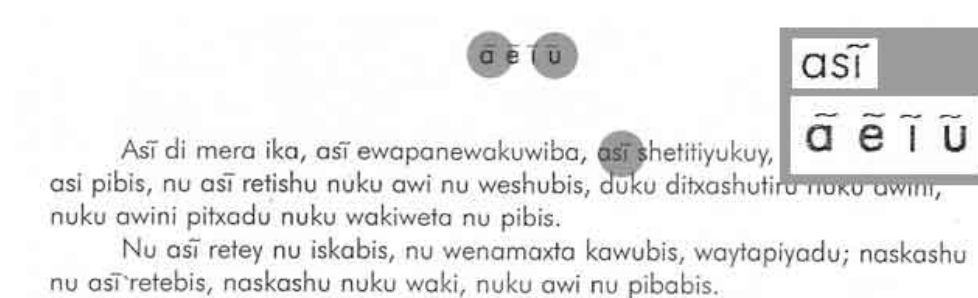 ã ẽ ĩ ũ
asĩ
ã ẽ ĩ ũ
Asĩ di mera ika, asĩ ewapanewakuwiba, asĩ shetitiyukuy,
asi pibis, nu asĩ retishu nuku awi nu weshubis, duku ditxashutiru nuku awini,
nuku awini pitxadu nuku wakiweta nu pibis.
Nu asĩ retey nu iskabis, nu wenamaxta kawubis, waytapiyadu; naskashu
nu asĩ retebis, naskashu nuku waki, nuku awi nu pibabis.